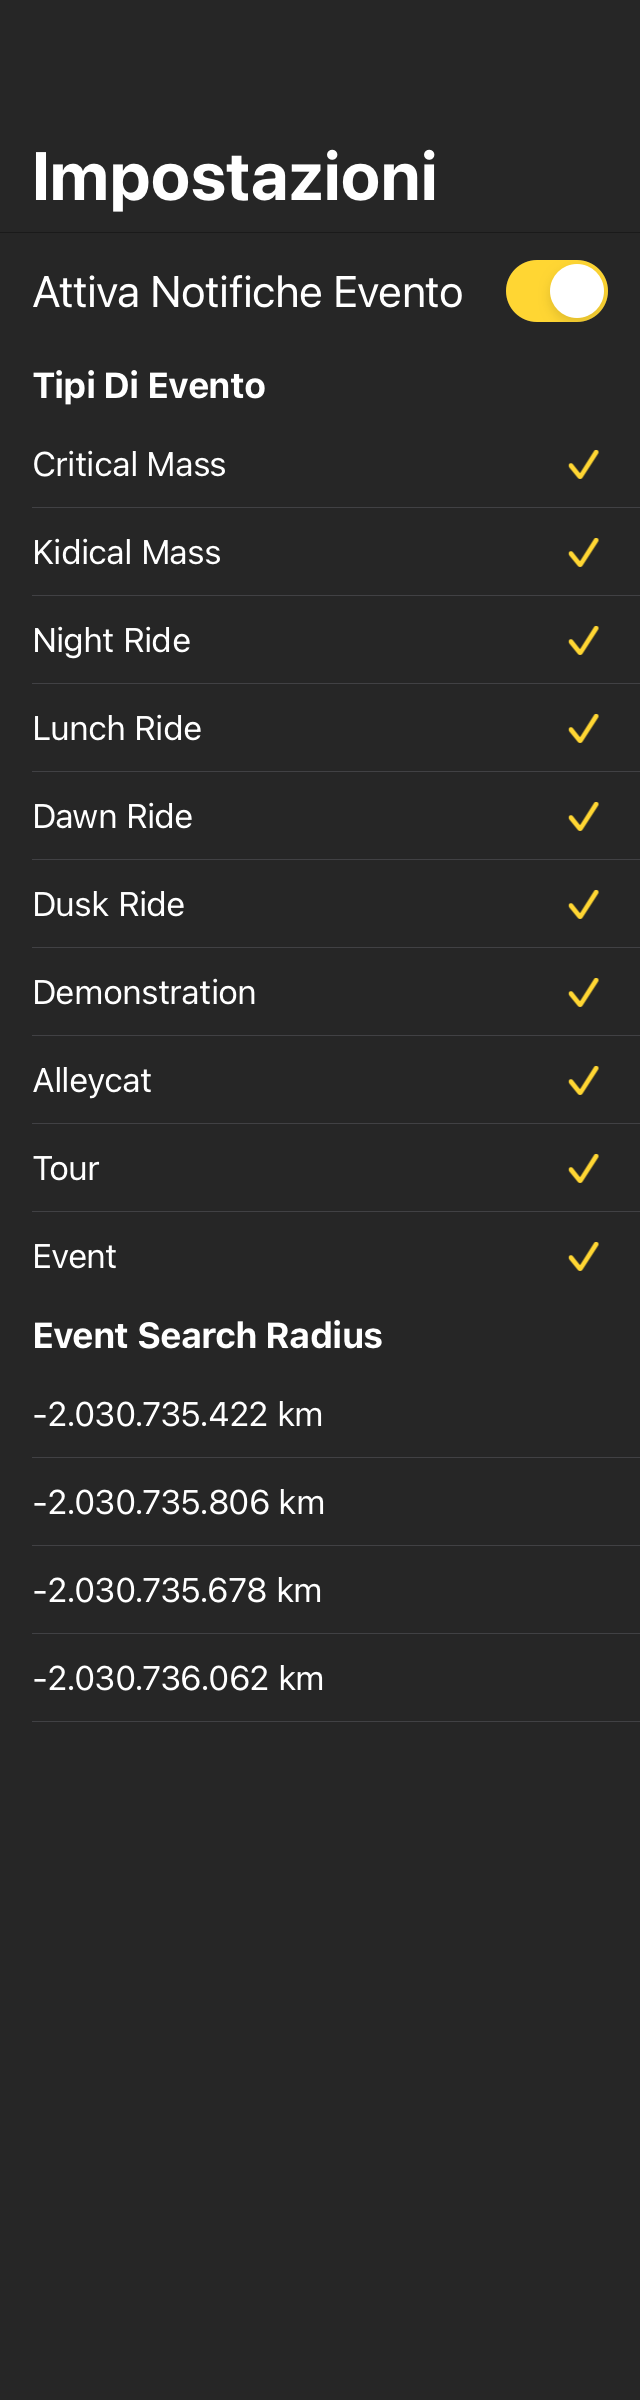 Impostazioni
Attiva Notifiche Evento
Tipi Di Evento
Critical Mass
Kidical Mass
Night Ride
Lunch Ride
Dawn Ride
Dusk Ride
Demonstration
Alleycat
Tour
Event
Event Search Radius
-2.030.735.422 km
-2.030.735.806 km
-2.030.735.678 km
-2.030.736.062 km